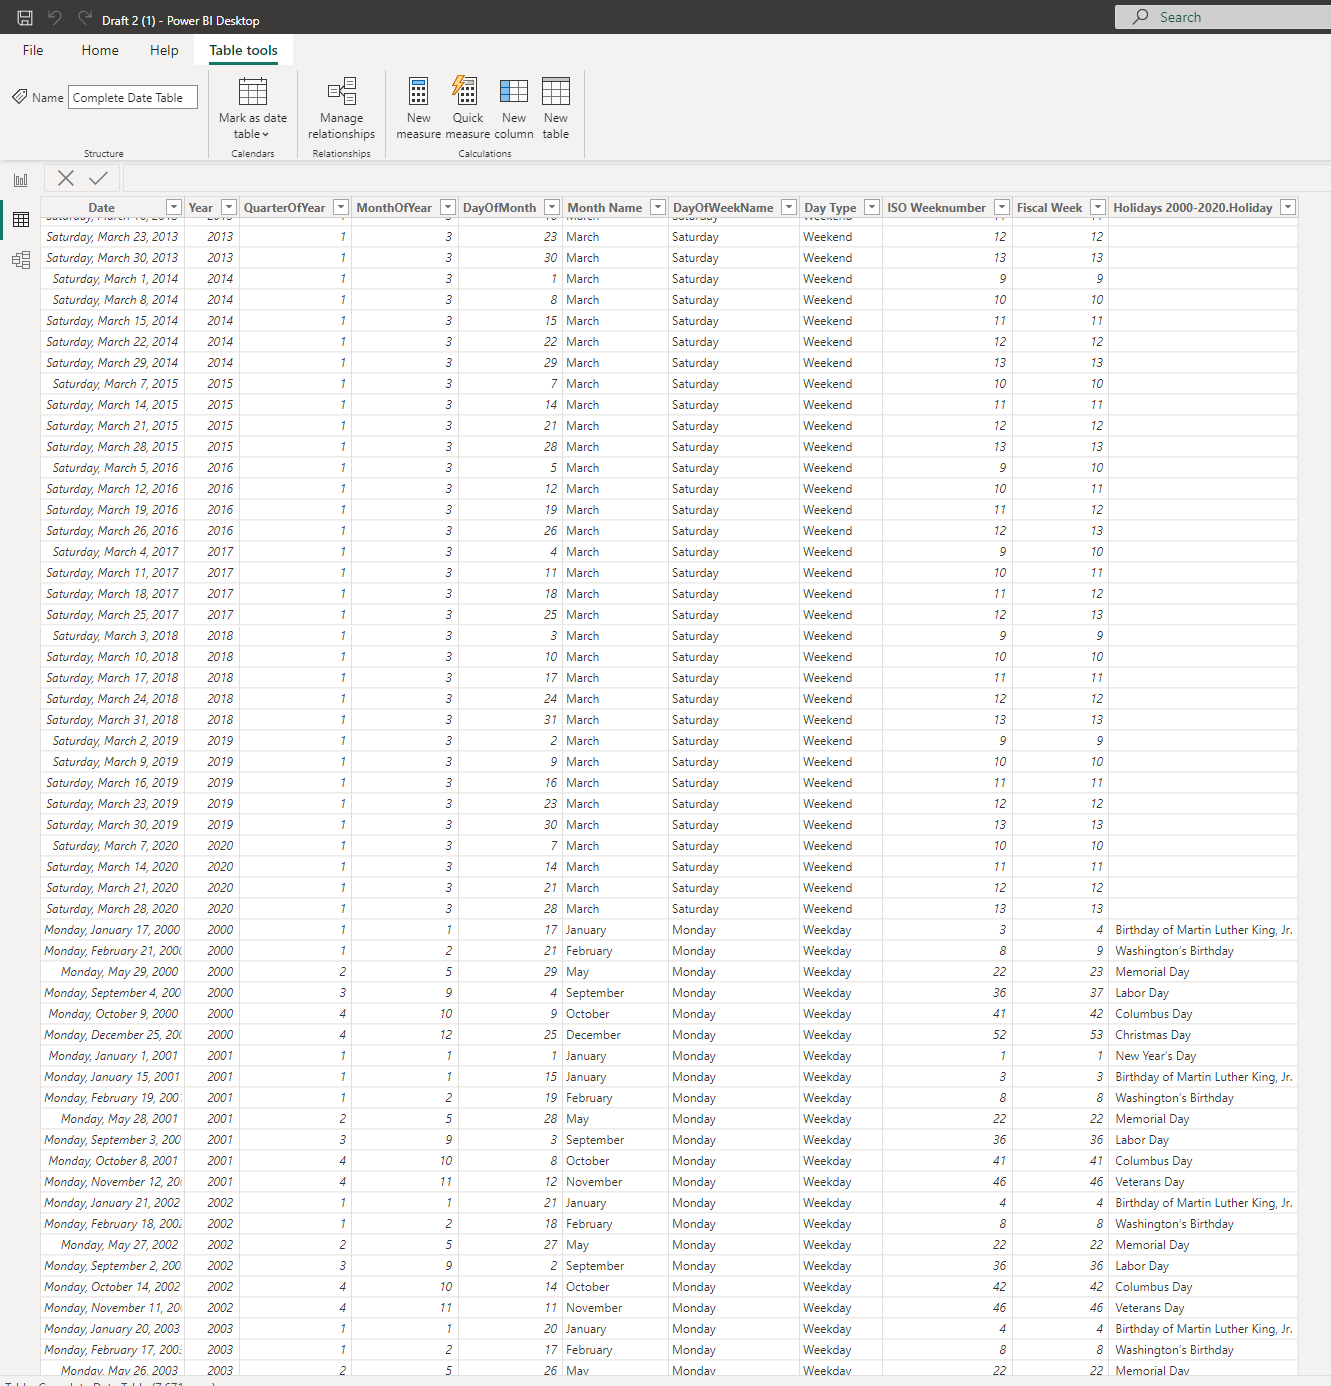 Draft 2 (1) - Power BI Desktop
Search
File Home Help Table tools
Name Complete Date Table
Mark as date table
Manage relationships
New measure
Quick measure
New column
New table
Structure Calendars Relationships Calculations
Date Year QuarterOfYear MonthOfYear DayOfMonth Month Name DayOfWeekName Day Type ISO Weeknumber Fiscal Week Holidays 2000-2020.Holiday
Saturday, March 23, 2013 2013 1 3 23 March Saturday Weekend 12 12
Saturday, March 30, 2013 2013 1 3 30 March Saturday Weekend 13 13
Saturday, March 1, 2014 2014 1 3 1 March Saturday Weekend 9 9
Saturday, March 8, 2014 2014 1 3 8 March Saturday Weekend 10 10
Saturday, March 15, 2014 2014 1 3 15 March Saturday Weekend 11 11
Saturday, March 22, 2014 2014 1 3 22 March Saturday Weekend 12 12
Saturday, March 29, 2014 2014 1 3 29 March Saturday Weekend 13 13
Saturday, March 7, 2015 2015 1 3 7 March Saturday Weekend 10 10
Saturday, March 14, 2015 2015 1 3 14 March Saturday Weekend 11 11
Saturday, March 21, 2015 2015 1 3 21 March Saturday Weekend 12 12
Saturday, March 28, 2015 2015 1 3 28 March Saturday Weekend 13 13
Saturday, March 5, 2016 2016 1 3 5 March Saturday Weekend 9 10
Saturday, March 12, 2016 2016 1 3 12 March Saturday Weekend 10 11
Saturday, March 19, 2016 2016 1 3 19 March Saturday Weekend 11 12
Saturday, March 26, 2016 2016 1 3 26 March Saturday Weekend 12 13
Saturday, March 4, 2017 2017 1 3 4 March Saturday Weekend 9 10
Saturday, March 11, 2017 2017 1 3 11 March Saturday Weekend 10 11
Saturday, March 18, 2017 2017 1 3 18 March Saturday Weekend 11 12
Saturday, March 25, 2017 2017 1 3 25 March Saturday Weekend 12 13
Saturday, March 3, 2018 2018 1 3 3 March Saturday Weekend 9 9
Saturday, March 10, 2018 2018 1 3 10 March Saturday Weekend 10 10
Saturday, March 17, 2018 2018 1 3 17 March Saturday Weekend 11 11
Saturday, March 24, 2018 2018 1 3 24 March Saturday Weekend 12 12
Saturday, March 31, 2018 2018 1 3 31 March Saturday Weekend 13 13
Saturday, March 2, 2019 2019 1 3 2 March Saturday Weekend 9 9
Saturday, March 9, 2019 2019 1 3 9 March Saturday Weekend 10 10
Saturday, March 16, 2019 2019 1 3 16 March Saturday Weekend 11 11
Saturday, March 23, 2019 2019 1 3 23 March Saturday Weekend 12 12
Saturday, March 30, 2019 2019 1 3 30 March Saturday Weekend 13 13
Saturday, March 7, 2020 2020 1 3 7 March Saturday Weekend 10 10
Saturday, March 14, 2020 2020 1 3 14 March Saturday Weekend 11 11
Saturday, March 21, 2020 2020 1 3 21 March Saturday Weekend 12 12
Saturday, March 28, 2020 2020 1 3 28 March Saturday Weekend 13 13
Monday, January 17, 2000 2000 1 1 17 January Monday Weekday 3 4 Birthday of Martin Luther King, Jr.
Monday, February 21, 200 2000 1 2 21 February Monday Weekday 8 9 Washington's Birthday
Monday, May 29, 2000 2000 2 5 29 May Monday Weekday 22 23 Memorial Day
Monday, September 4, 200 2000 3 9 4 September Monday Weekday 36 37 Labor Day
Monday, October 9, 2000 2000 4 10 9 October Monday Weekday 41 42 Columbus Day
Monday, December 25, 20 2000 4 12 25 December Monday Weekday 52 53 Christmas Day
Monday, January 1, 2001 2001 1 1 1 January Monday Weekday 1 1 New Year's Day
Monday, January 15, 2001 2001 1 1 15 January Monday Weekday 3 3 Birthday of Martin Luther King, Jr.
Monday, February 19, 200 2001 1 2 19 February Monday Weekday 8 8 Washington's Birthday
Monday, May 28, 2001 2001 2 5 28 May Monday Weekday 22 22 Memorial Day
Monday, September 3, 200 2001 3 9 3 September Monday Weekday 36 36 Labor Day
Monday, October 8, 2001 2001 4 10 8 October Monday Weekday 41 41 Columbus Day
Monday, November 12, 20 2001 4 11 12 November Monday Weekday 46 46 Veterans Day
Monday, January 21, 2002 2002 1 1 21 January Monday Weekday 4 4 Birthday of Martin Luther King, Jr.
Monday, February 18, 200 2002 1 2 18 February Monday Weekday 8 8 Washington's Birthday
Monday, May 27, 2002 2002 2 5 27 May Monday Weekday 22 22 Memorial Day
Monday, September 2, 200 2002 3 9 2 September Monday Weekday 36 36 Labor Day
Monday, October 14, 2002 2002 4 10 14 October Monday Weekday 42 42 Columbus Day
Monday, November 11, 20 2002 4 11 11 November Monday Weekday 46 46 Veterans Day
Monday, January 20, 2003 2003 1 1 20 January Monday Weekday 4 4 Birthday of Martin Luther King, Jr.
Monday, February 17, 200 2003 1 2 17 February Monday Weekday 8 8 Washington's Birthday
Monday, May 26, 2003 2003 2 5 26 May Monday Weekday 22 22 Memorial Day